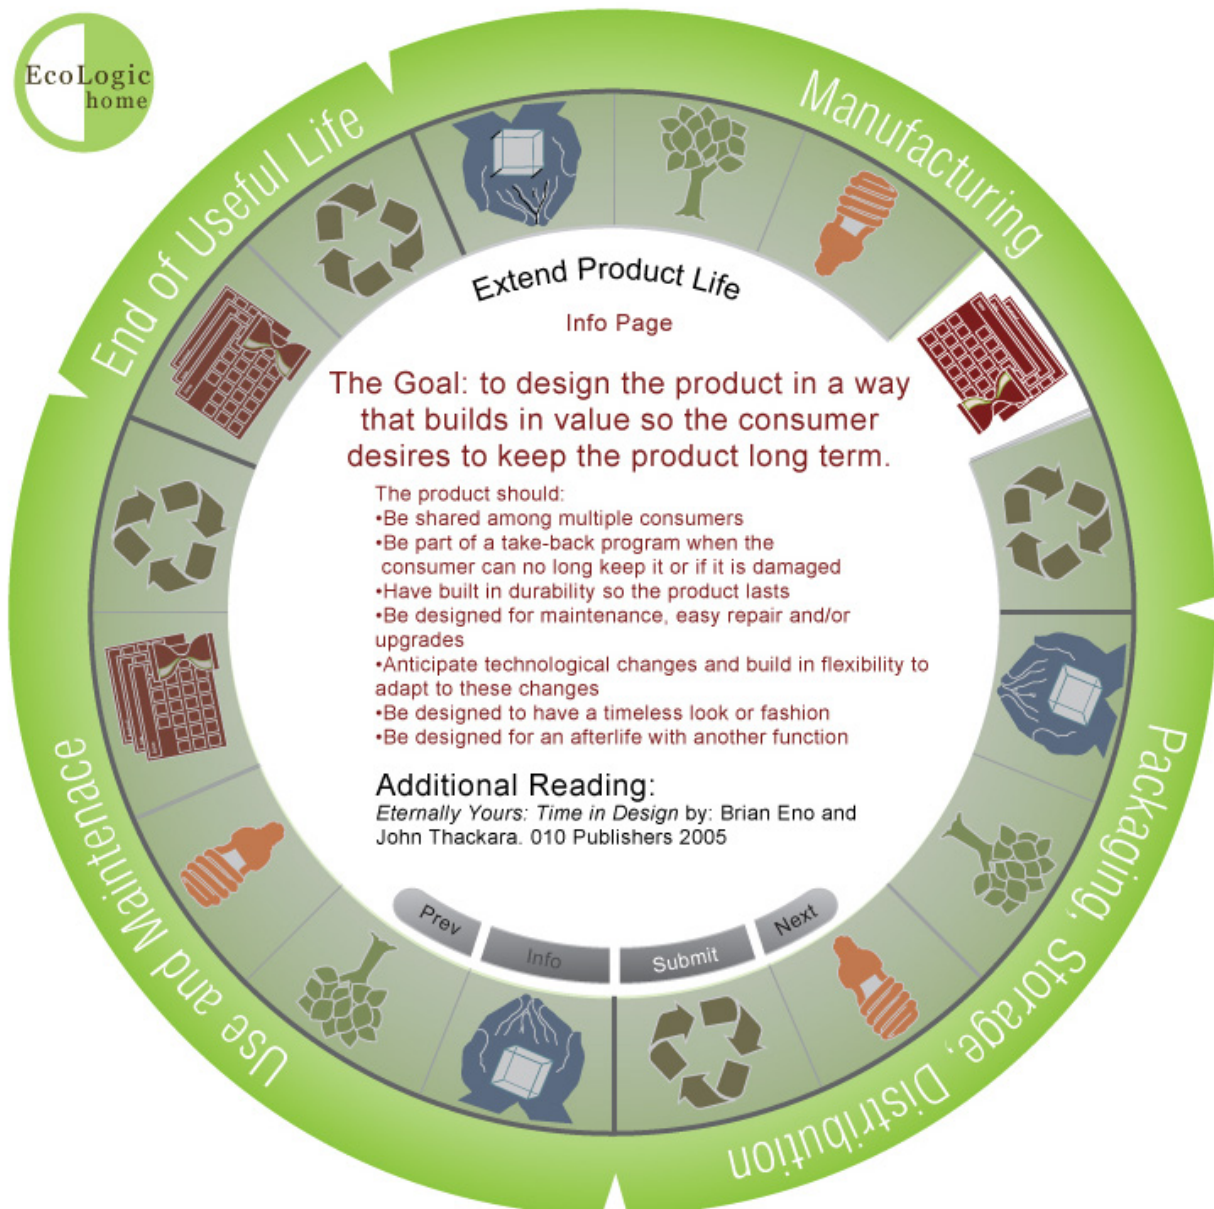 EcoLogic
home
End of Useful Life
Manufacturing
Packaging, Storage, Distribution
Use and Maintenace
Extend Product Life
Info Page
The Goal: to design the product in a way
that builds in value so the consumer
desires to keep the product long term.
The product should:
•Be shared among multiple consumers
•Be part of a take-back program when the
consumer can no long keep it or if it is damaged
•Have built in durability so the product lasts
•Be designed for maintenance, easy repair and/or
upgrades
•Anticipate technological changes and build in flexibility to
adapt to these changes
•Be designed to have a timeless look or fashion
•Be designed for an afterlife with another function
Additional Reading:
Eternally Yours: Time in Design by: Brian Eno and
John Thackara. 010 Publishers 2005
Prev
Info
Submit
Next